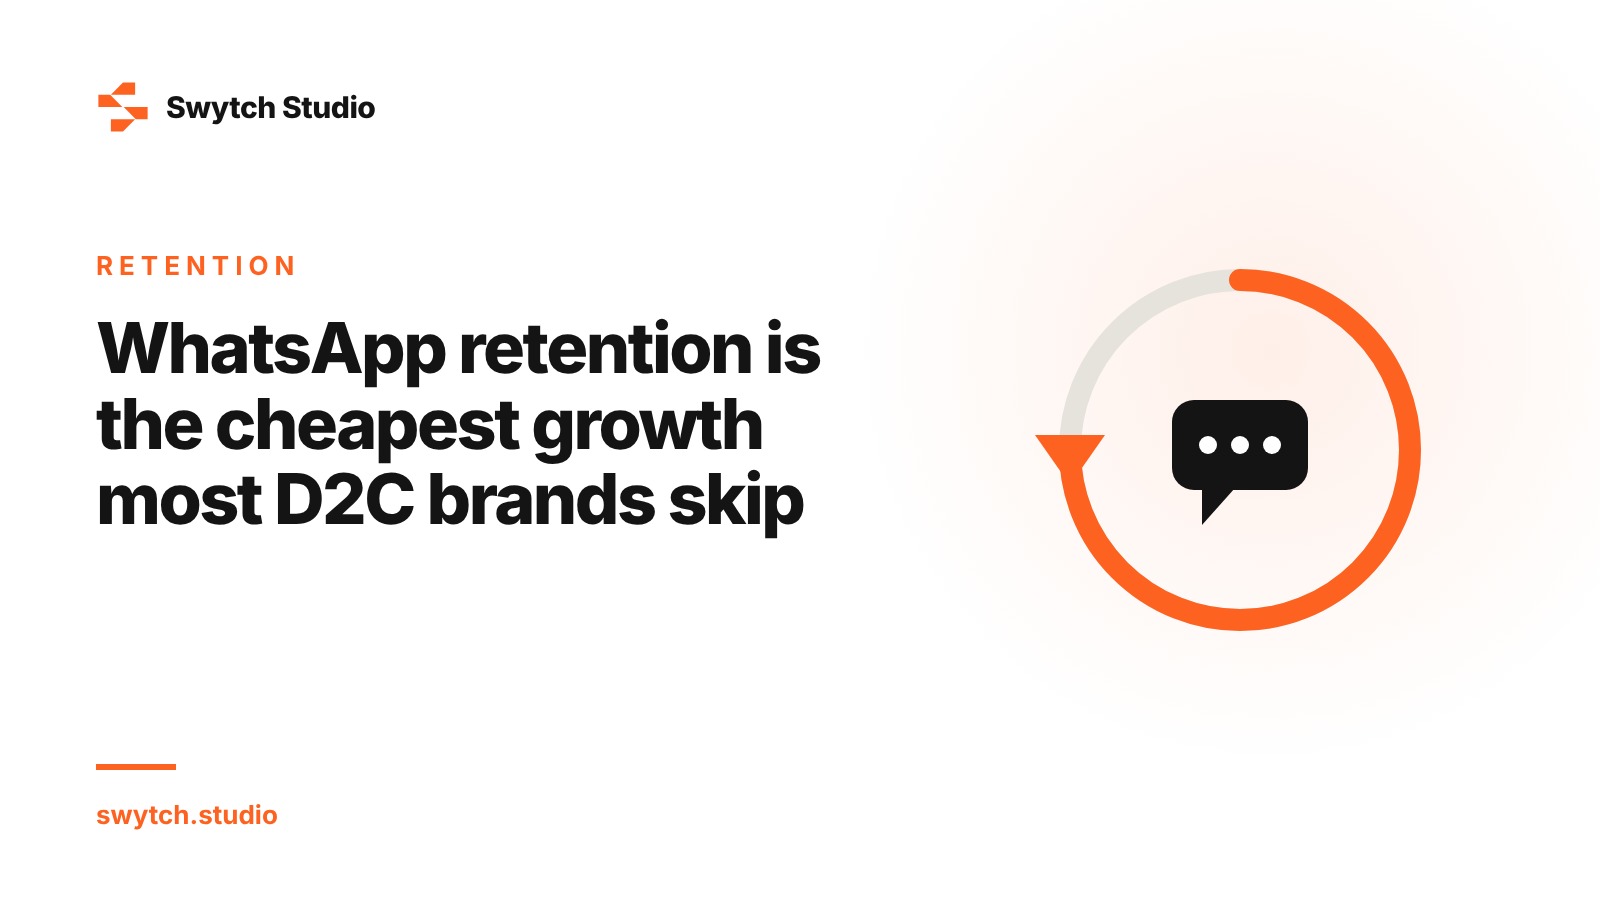 Swytch Studio
RETENTION
WhatsApp retention is
the cheapest growth
most D2C brands skip
swytch.studio